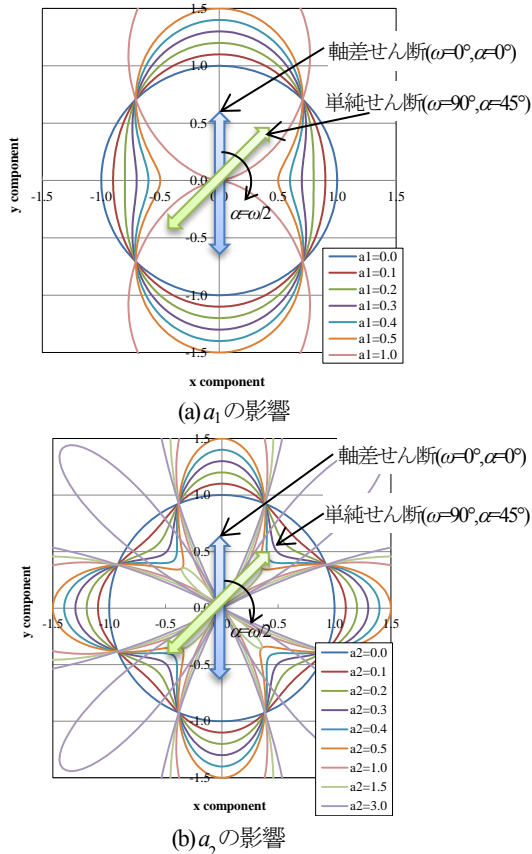 1.5
1.0
0.5
0.0
-0.5
-1.0
-1.5
-1.5 -1.0 -0.5 0.0 0.5 1.0 1.5
y component
x component
軸差せん断(ω=0°,α=0°)
単純せん断(ω=90°,α=45°)
α=ω/2
a1=0.0
a1=0.1
a1=0.2
a1=0.3
a1=0.4
a1=0.5
a1=1.0
(a) a₁の影響
1.5
1.0
0.5
0.0
-0.5
-1.0
-1.5
-1.5 -1.0 -0.5 0.0 0.5 1.0 1.5
y component
x component
軸差せん断(ω=0°,α=0°)
単純せん断(ω=90°,α=45°)
α=ω/2
a2=0.0
a2=0.1
a2=0.2
a2=0.3
a2=0.4
a2=0.5
a2=1.0
a2=1.5
a2=3.0
(b) a₂の影響